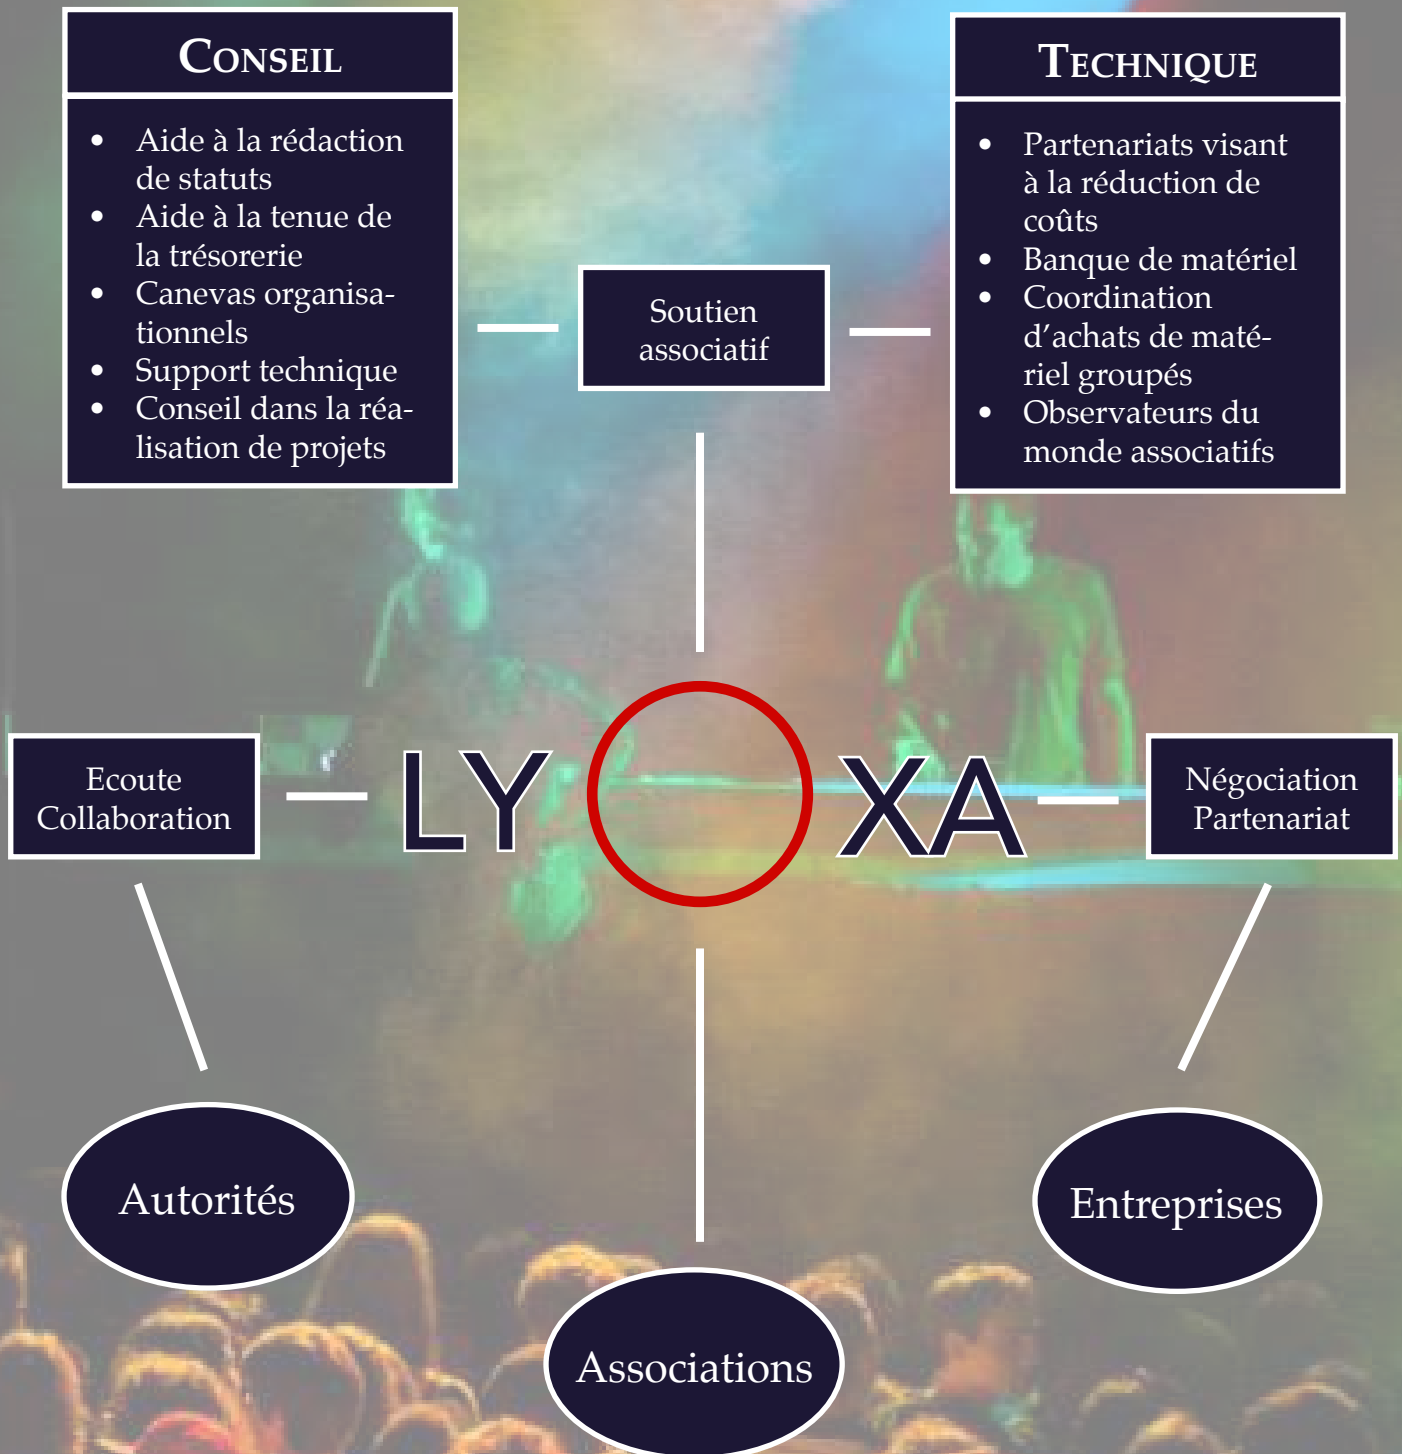 CONSEIL
• Aide à la rédaction
de statuts
• Aide à la tenue de
la trésorerie
• Canevas organisa-
tionnels
• Support technique
• Conseil dans la réa-
lisation de projets
TECHNIQUE
• Partenariats visant
à la réduction de
coûts
• Banque de matériel
• Coordination
d’achats de maté-
riel groupés
• Observateurs du
monde associatifs
Soutien
associatif
Ecoute
Collaboration
LY XA
Négociation
Partenariat
Autorités
Entreprises
Associations